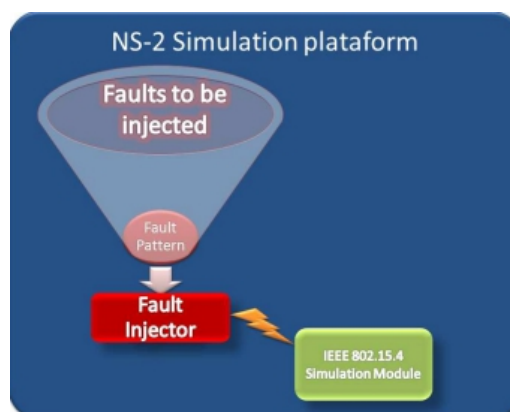 NS-2 Simulation plataform
Faults to be
injected
Fault
Pattern
Fault
Injector
IEEE 802.15.4
Simulation Module